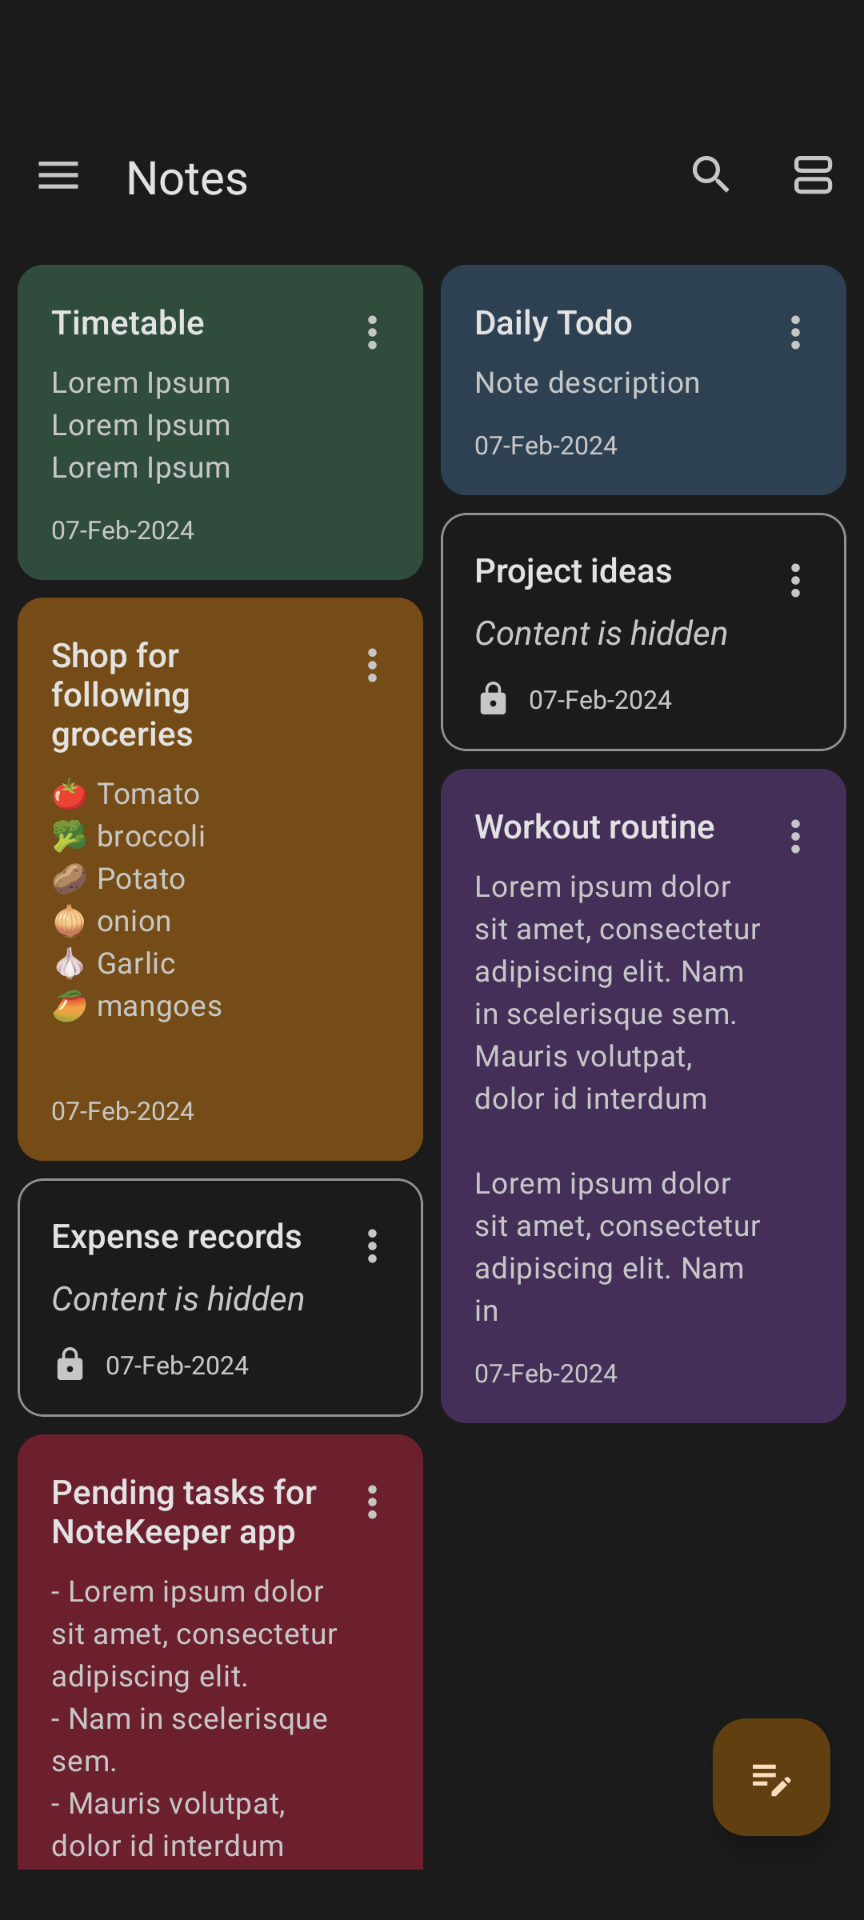 Notes
Timetable
Lorem Ipsum
Lorem Ipsum
Lorem Ipsum
07-Feb-2024
Daily Todo
Note description
07-Feb-2024
Project ideas
Content is hidden
07-Feb-2024
Shop for
following
groceries
🍅 Tomato
🥦 broccoli
🥔 Potato
🧅 onion
🧄 Garlic
🥭 mangoes
07-Feb-2024
Workout routine
Lorem ipsum dolor
sit amet, consectetur
adipiscing elit. Nam
in scelerisque sem.
Mauris volutpat,
dolor id interdum
Lorem ipsum dolor
sit amet, consectetur
adipiscing elit. Nam
in
07-Feb-2024
Expense records
Content is hidden
07-Feb-2024
Pending tasks for
NoteKeeper app
- Lorem ipsum dolor
sit amet, consectetur
adipiscing elit.
- Nam in scelerisque
sem.
- Mauris volutpat,
dolor id interdum